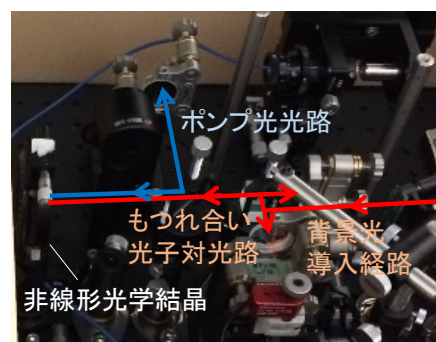 ポンプ光光路
もつれ合い
光子対光路
背景光
導入経路
非線形光学結晶